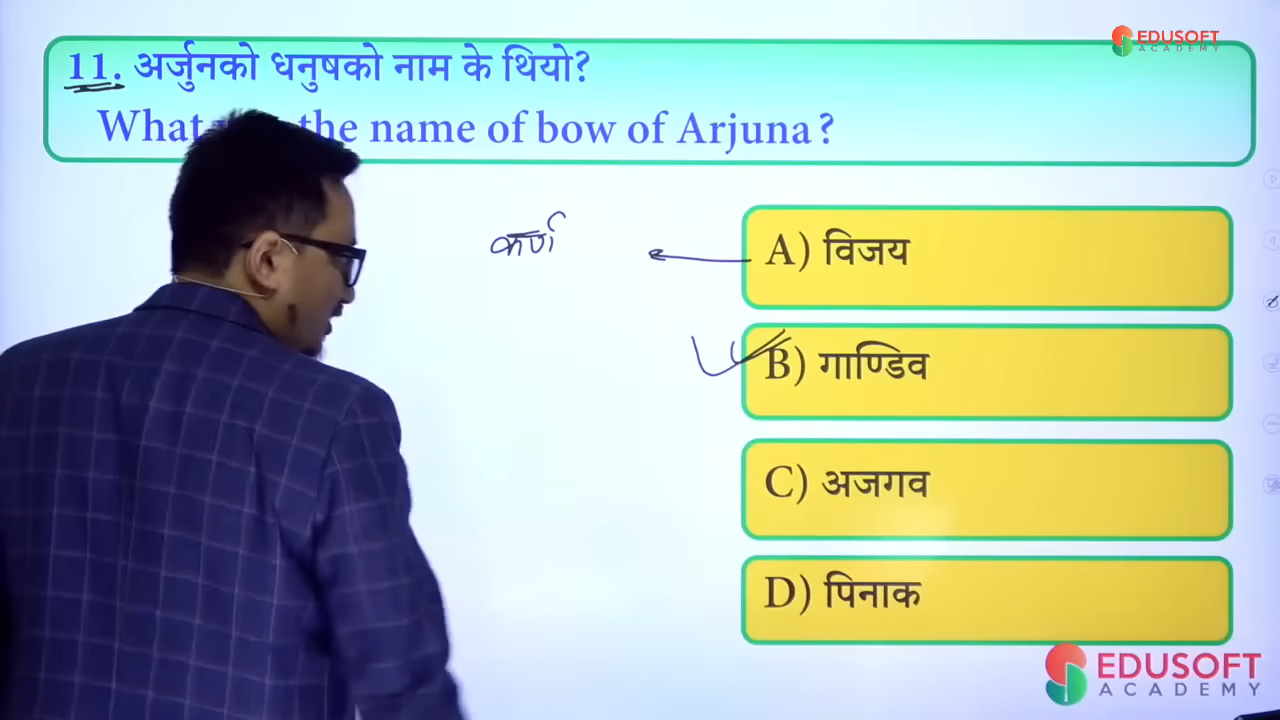 EDUSOFT
ACADEMY
11. अर्जुनको धनुषको नाम के थियो?
What the name of bow of Arjuna?
कर्ण
A) विजय
B) गाण्डिव
C) अजगव
D) पिनाक
EDUSOFT
ACADEMY